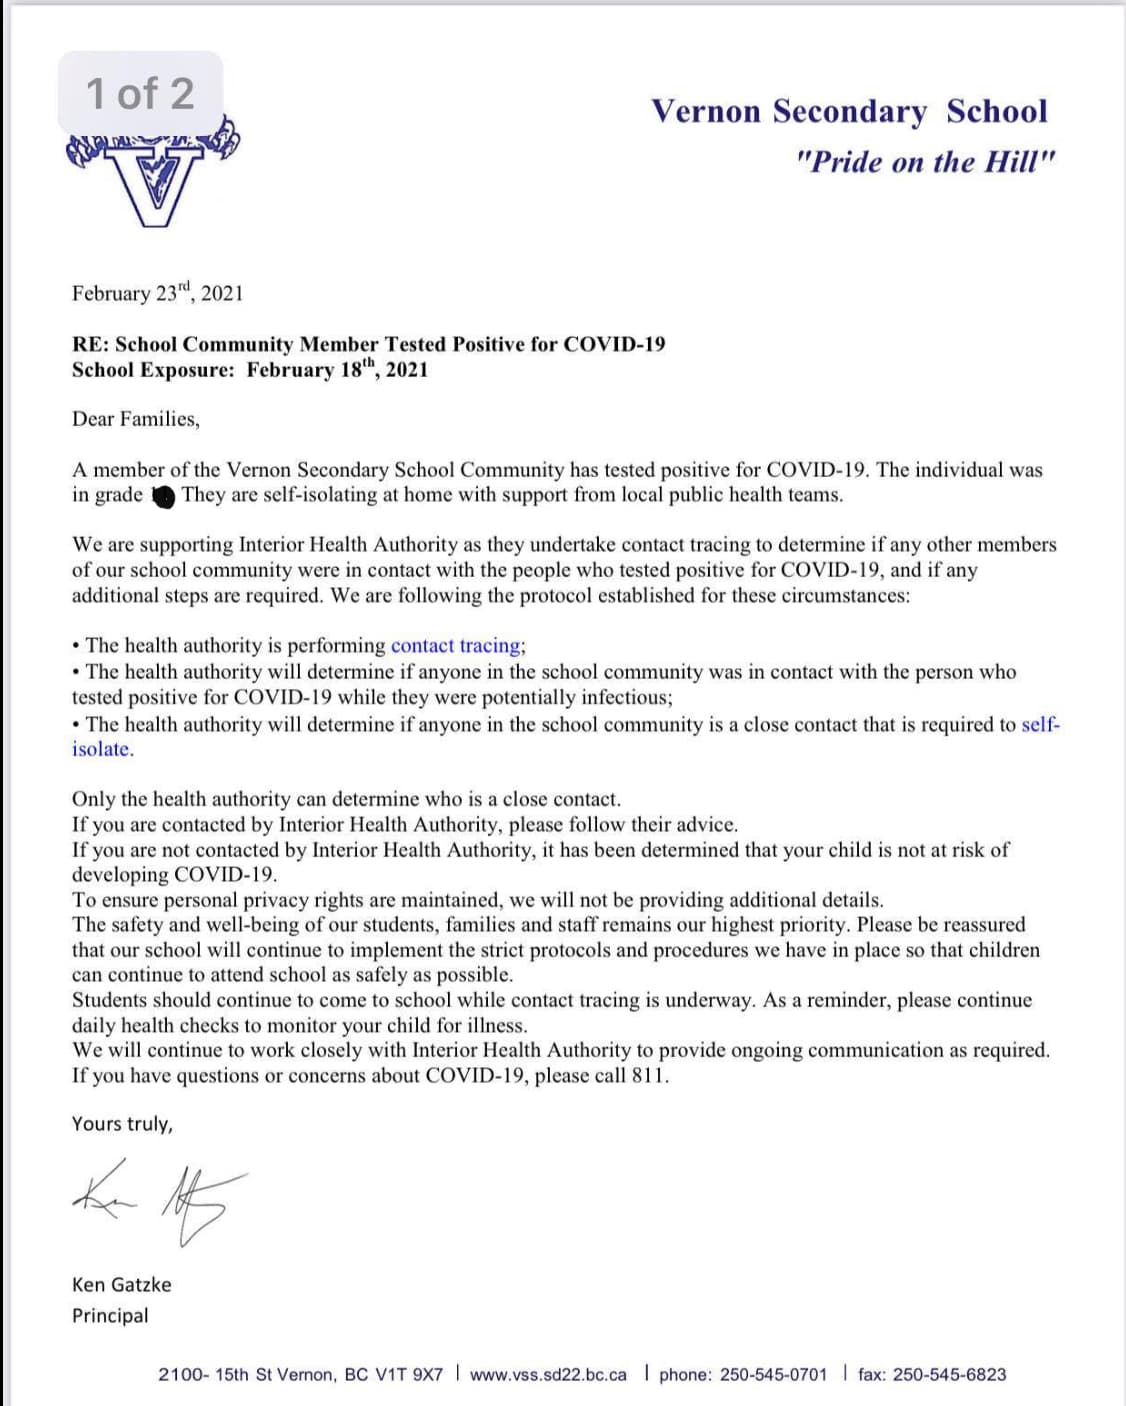 1 of 2
Vernon Secondary School
"Pride on the Hill"
V
February 23rd, 2021
RE: School Community Member Tested Positive for COVID-19
School Exposure: February 18th, 2021
Dear Families,
A member of the Vernon Secondary School Community has tested positive for COVID-19. The individual was
in grade They are self-isolating at home with support from local public health teams.
We are supporting Interior Health Authority as they undertake contact tracing to determine if any other members
of our school community were in contact with the people who tested positive for COVID-19, and if any
additional steps are required. We are following the protocol established for these circumstances:
• The health authority is performing contact tracing;
• The health authority will determine if anyone in the school community was in contact with the person who
tested positive for COVID-19 while they were potentially infectious;
• The health authority will determine if anyone in the school community is a close contact that is required to self-
isolate.
Only the health authority can determine who is a close contact.
If you are contacted by Interior Health Authority, please follow their advice.
If you are not contacted by Interior Health Authority, it has been determined that your child is not at risk of
developing COVID-19.
To ensure personal privacy rights are maintained, we will not be providing additional details.
The safety and well-being of our students, families and staff remains our highest priority. Please be reassured
that our school will continue to implement the strict protocols and procedures we have in place so that children
can continue to attend school as safely as possible.
Students should continue to come to school while contact tracing is underway. As a reminder, please continue
daily health checks to monitor your child for illness.
We will continue to work closely with Interior Health Authority to provide ongoing communication as required.
If you have questions or concerns about COVID-19, please call 811.
Yours truly,
Ken Gatzke
Principal
2100- 15th St Vernon, BC V1T 9X7 | www.vss.sd22.bc.ca | phone: 250-545-0701 | fax: 250-545-6823